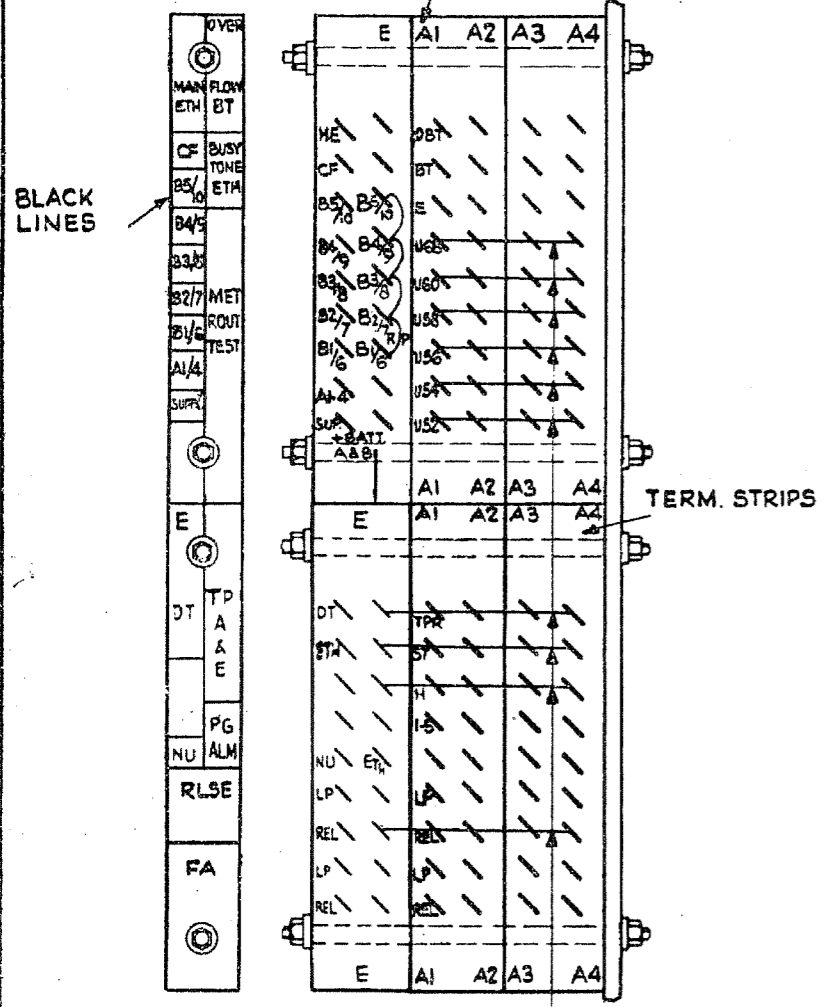 OVER
MAIN ETH
FLOW BT
CF
BUSY TONE ETH
B5/10
B4/9
B3/8
B2/7
MET ROUT TEST
B1/6
A1/4
SUPY
E
DT
TP A & E
PG ALM
NU
RLSE
FA
BLACK LINES
E A1 A2 A3 A4
ME OBT
CF BT
B5/10 B5/10 E
B4/9 B4/9
B3/8 B3/8 U60
B2/7 B2/7 U58
R/P
B1/6 B1/6 U56
A1-4 U54
SUP. U52
+BATT
A&B
A1 A2 A3 A4
E A1 A2 A3 A4
TERM. STRIPS
DT TPR
ETH ST
H
I-S
NU ETH
LP LP
REL REL
LP LP
REL REL
E A1 A2 A3 A4